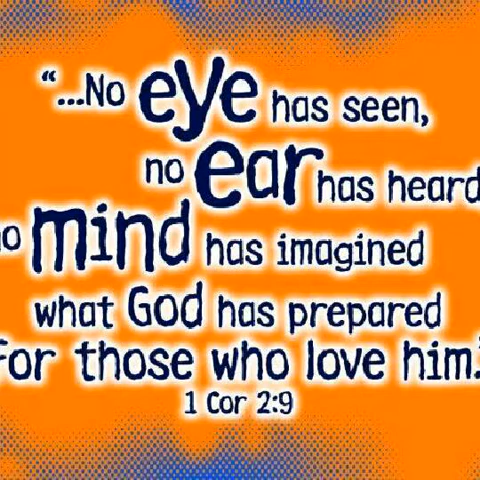 “...No eye has seen,
no ear has heard
no mind has imagined
what God has prepared
For those who love him.
1 Cor 2:9